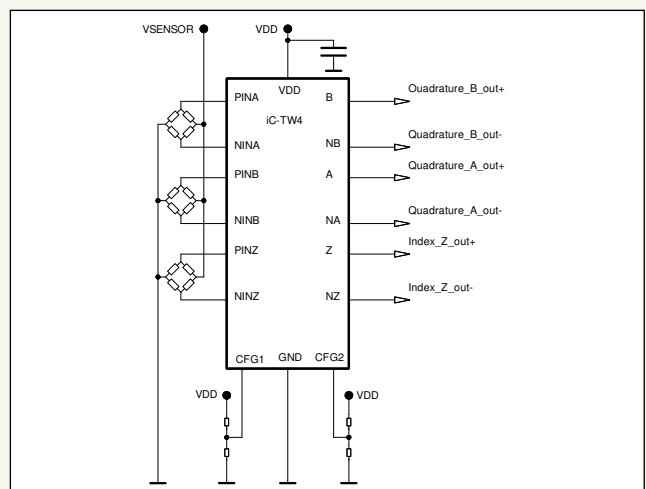 VSENSOR
VDD
VDD
PINA
B
Quadrature_B_out+
iC-TW4
NINA
NB
Quadrature_B_out-
PINB
A
Quadrature_A_out+
NINB
NA
Quadrature_A_out-
PINZ
Z
Index_Z_out+
NINZ
NZ
Index_Z_out-
CFG1
GND
CFG2
VDD
VDD